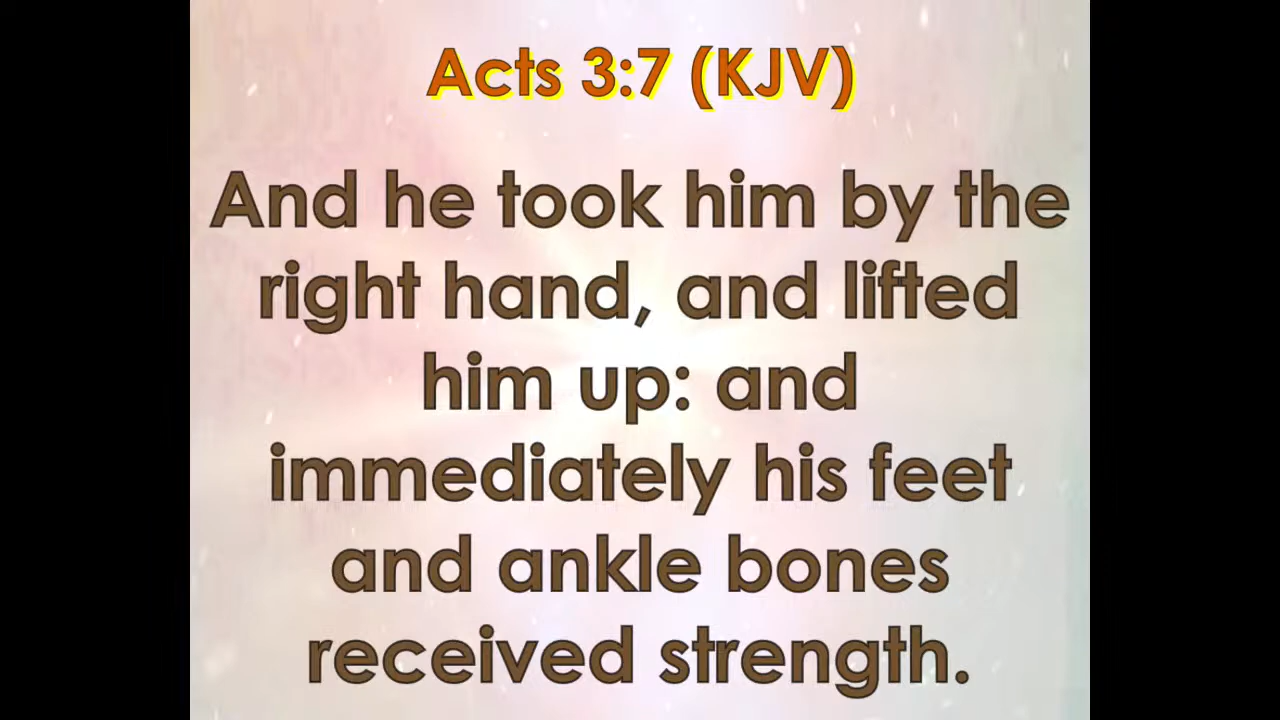 Acts 3:7 (KJV)
And he took him by the
right hand, and lifted
him up: and
immediately his feet
and ankle bones
received strength.